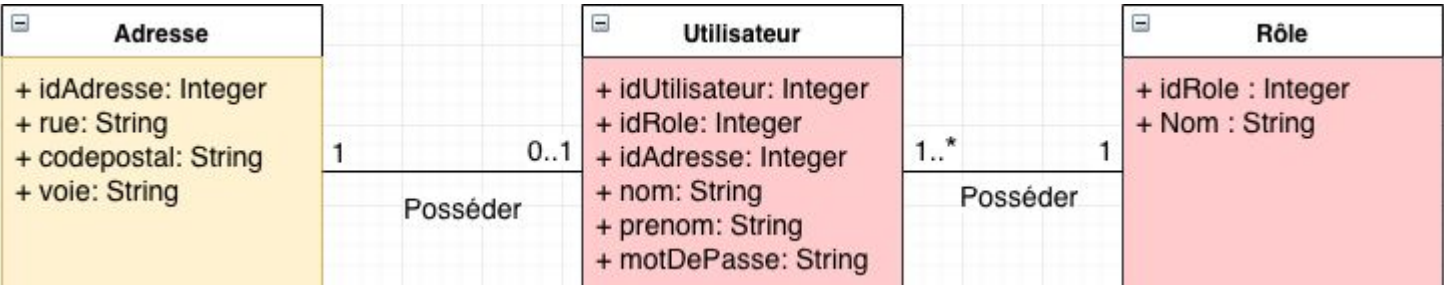 Adresse
+ idAdresse: Integer
+ rue: String
+ codepostal: String
+ voie: String
1
0..1
Posséder
Utilisateur
+ idUtilisateur: Integer
+ idRole: Integer
+ idAdresse: Integer
+ nom: String
+ prenom: String
+ motDePasse: String
1..*
1
Posséder
Rôle
+ idRole : Integer
+ Nom : String